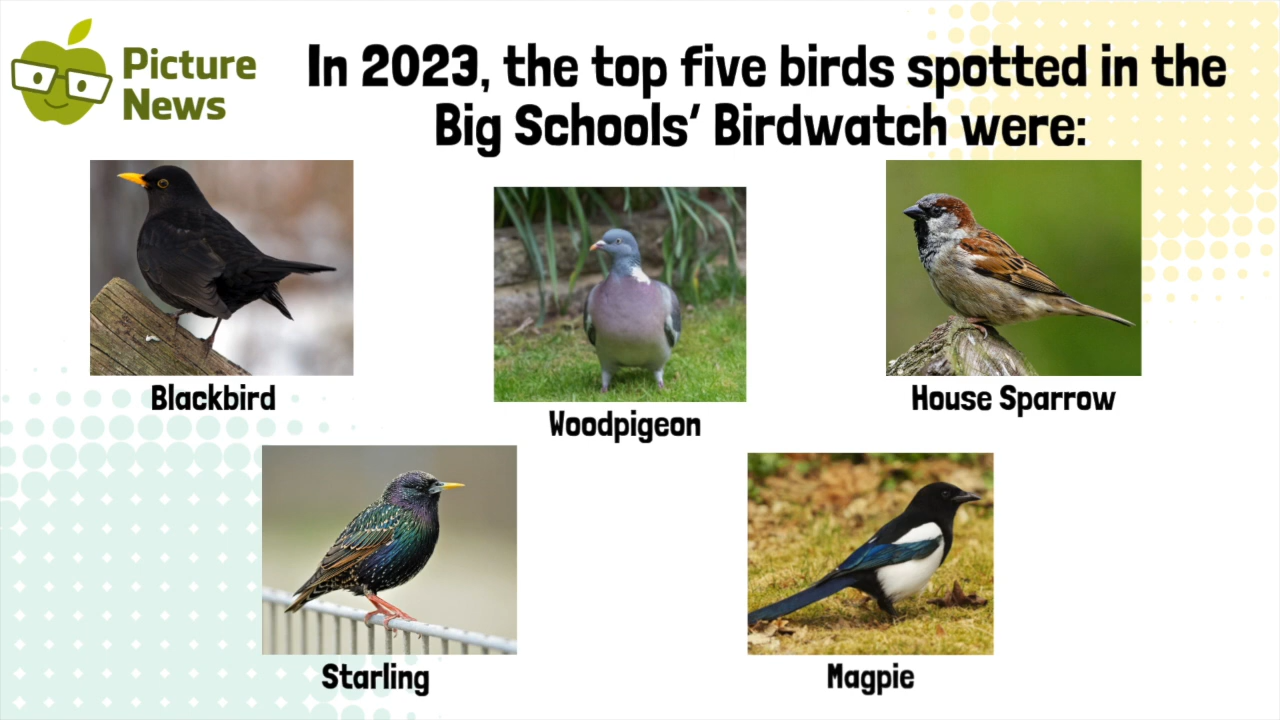 Picture
News
In 2023, the top five birds spotted in the
Big Schools’ Birdwatch were:
Blackbird
Woodpigeon
House Sparrow
Starling
Magpie